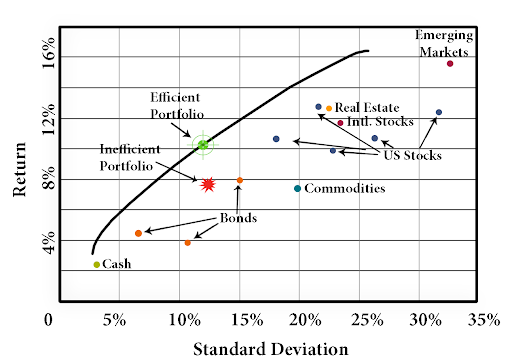 Emerging
Markets
16%
Efficient
Portfolio
Real Estate
12%
Intl. Stocks
Inefficient
Portfolio
US Stocks
Return
8%
Commodities
Bonds
4%
Cash
0
5%
10%
15%
20%
25%
30%
35%
Standard Deviation